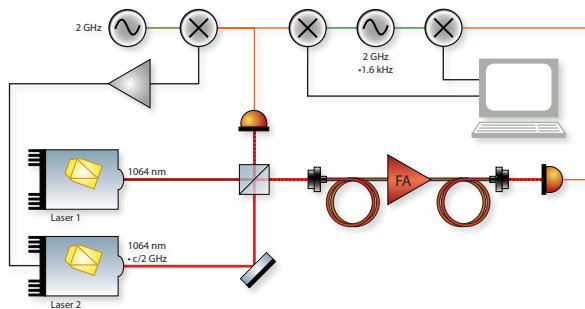 2 GHz
2 GHz
•1.6 kHz
1064 nm
FA
Laser 1
1064 nm
• c/2 GHz
Laser 2